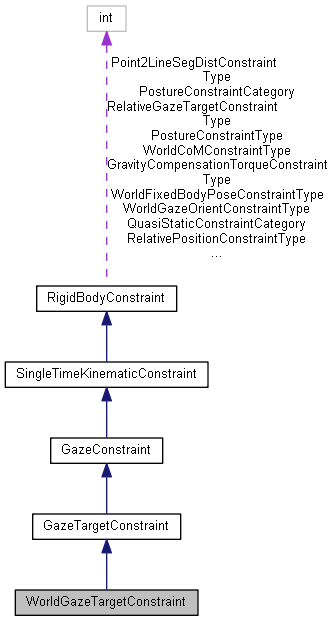 int
Point2LineSegDistConstraint
Type
PostureConstraintCategory
RelativeGazeTargetConstraint
Type
PostureConstraintType
WorldCoMConstraintType
GravityCompensationTorqueConstraint
Type
WorldFixedBodyPoseConstraintType
WorldGazeOrientConstraintType
QuasiStaticConstraintCategory
RelativePositionConstraintType
...
RigidBodyConstraint
SingleTimeKinematicConstraint
GazeConstraint
GazeTargetConstraint
WorldGazeTargetConstraint